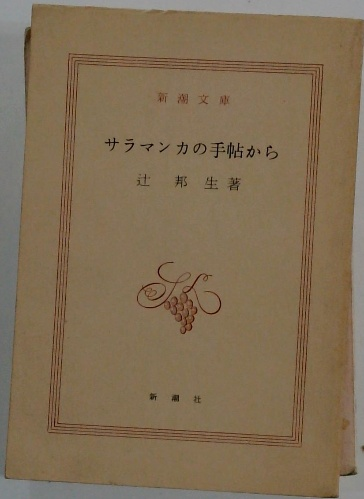 新潮文庫
サラマンカの手帖から
辻邦生著
新潮社